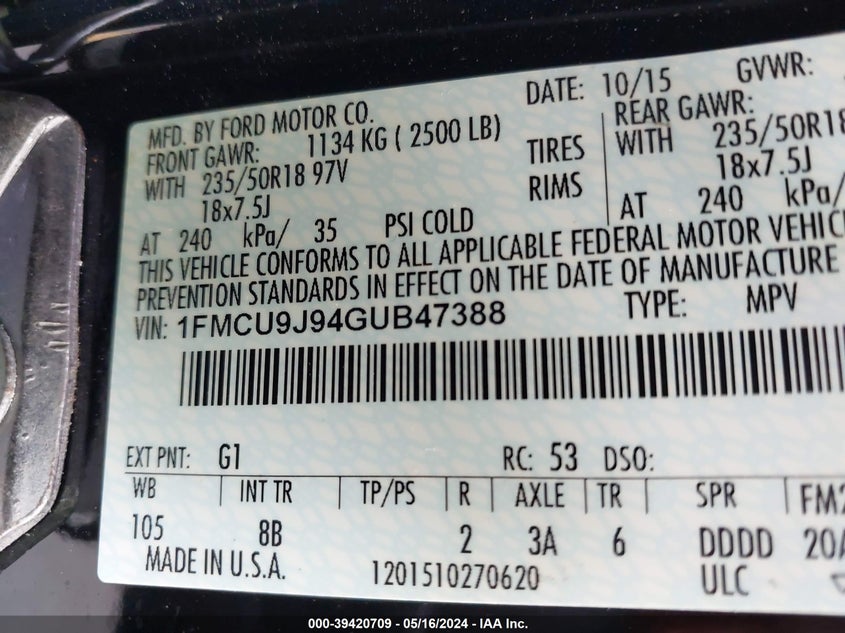 MFD. BY FORD MOTOR CO. DATE: 10/15 GVWR:
FRONT GAWR: 1134 KG ( 2500 LB) REAR GAWR:
WITH 235/50R18 97V TIRES WITH 235/50R18
18x7.5J RIMS 18x7.5J
AT 240 kPa/ 35 PSI COLD AT 240 kPa/
THIS VEHICLE CONFORMS TO ALL APPLICABLE FEDERAL MOTOR VEHIC
PREVENTION STANDARDS IN EFFECT ON THE DATE OF MANUFACTURE
VIN: 1FMCU9J94GUB47388 TYPE: MPV
EXT PNT: G1 RC: 53 DSO:
WB INT TR TP/PS R AXLE TR SPR FM2
105 8B 2 3A 6 DDDD 20A
MADE IN U.S.A. 1201510270620 ULC
000-39420709 - 05/16/2024 - IAA Inc.